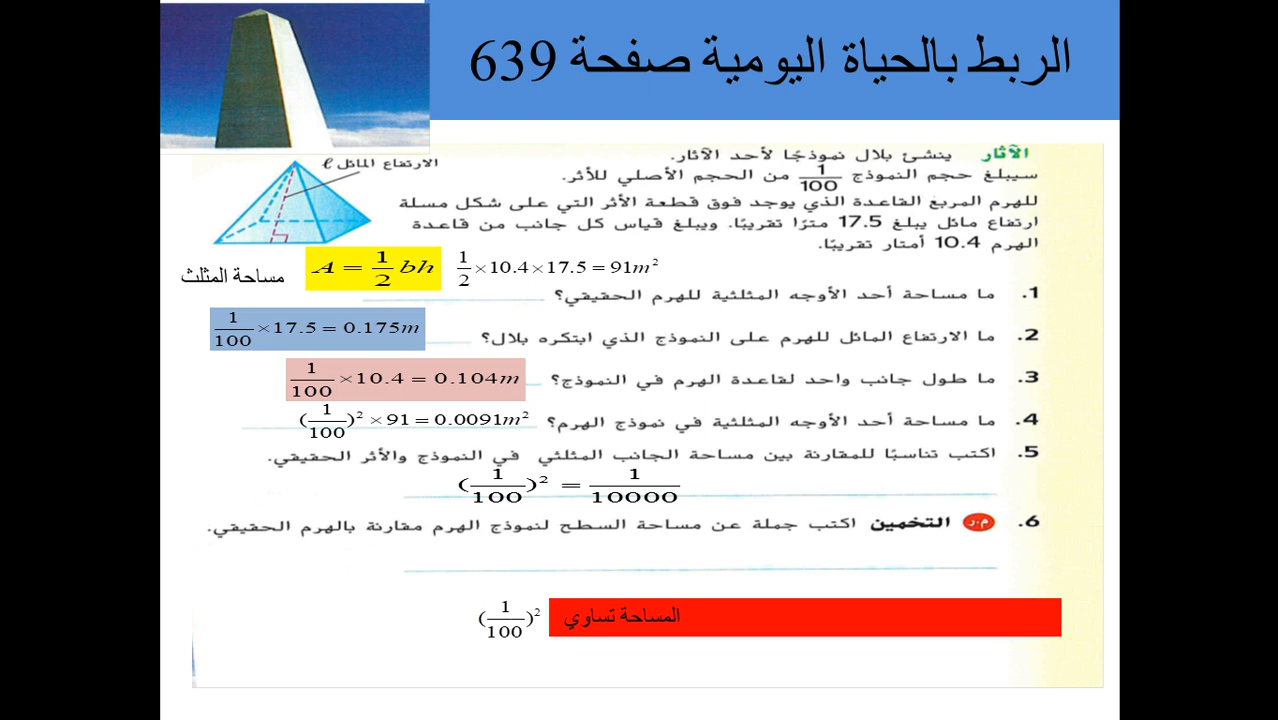 الربط بالحياة اليومية صفحة 639
الآثار ينشئ بلال نموذجًا لأحد الآثار.
سيبلغ حجم النموذج 1/100 من الحجم الأصلي للأثر.
الارتفاع المائل ℓ
للهرم المربع القاعدة الذي يوجد فوق قطعة الأثر التي على شكل مسلة
ارتفاع مائل يبلغ 17.5 مترًا تقريبًا. ويبلغ قياس كل جانب من قاعدة
الهرم 10.4 أمتار تقريبًا.
مساحة المثلث A = 1/2 bh 1/2 × 10.4 × 17.5 = 91m²
1. ما مساحة أحد الأوجه المثلثية للهرم الحقيقي؟
2. ما الارتفاع المائل للهرم على النموذج الذي ابتكره بلال؟ 1/100 × 17.5 = 0.175m
3. ما طول جانب واحد لقاعدة الهرم في النموذج؟ 1/100 × 10.4 = 0.104m
4. ما مساحة أحد الأوجه المثلثية في نموذج الهرم؟ (1/100)² × 91 = 0.0091m²
5. اكتب تناسبًا للمقارنة بين مساحة الجانب المثلثي في النموذج والأثر الحقيقي.
(1/100)² = 1/10000
6. م.ر التخمين اكتب جملة عن مساحة السطح لنموذج الهرم مقارنة بالهرم الحقيقي.
المساحة تساوي (1/100)²